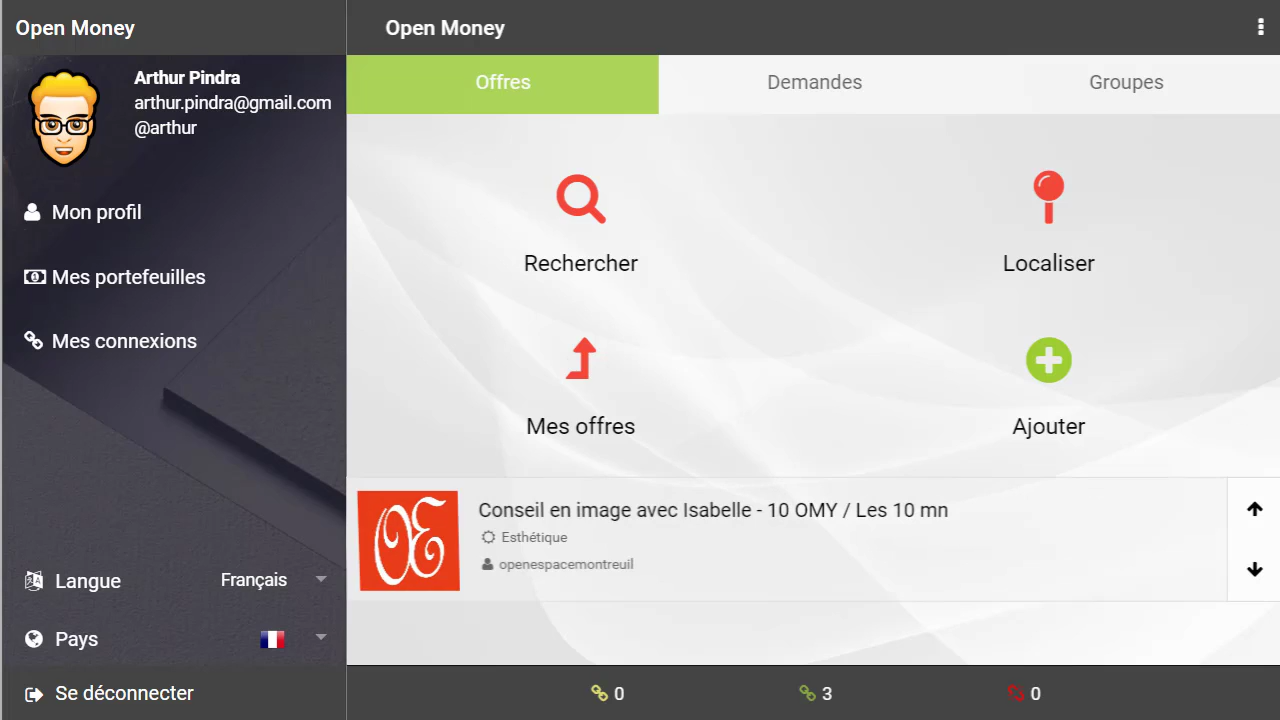 Open Money
Arthur Pindra
arthur.pindra@gmail.com
@arthur
Mon profil
Mes portefeuilles
Mes connexions
Langue Français
Pays
Se déconnecter
Open Money
Offres Demandes Groupes
Rechercher Localiser
Mes offres Ajouter
OE
Conseil en image avec Isabelle - 10 OMY / Les 10 mn
Esthétique
openespacemontreuil
0 3 0